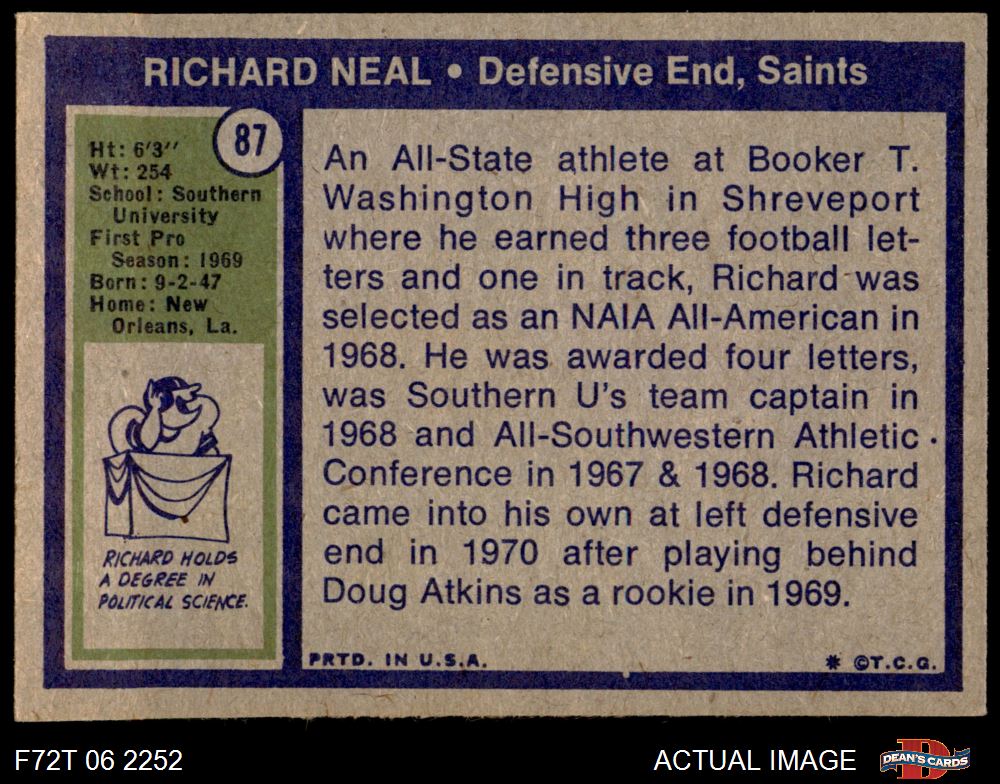 RICHARD NEAL • Defensive End, Saints
87
Ht: 6'3''
Wt: 254
School: Southern
University
First Pro
Season: 1969
Born: 9-2-47
Home: New
Orleans, La.
RICHARD HOLDS
A DEGREE IN
POLITICAL SCIENCE.
An All-State athlete at Booker T.
Washington High in Shreveport
where he earned three football let-
ters and one in track, Richard was
selected as an NAIA All-American in
1968. He was awarded four letters,
was Southern U's team captain in
1968 and All-Southwestern Athletic
Conference in 1967 & 1968. Richard
came into his own at left defensive
end in 1970 after playing behind
Doug Atkins as a rookie in 1969.
PRTD. IN U.S.A.
* ©T.C.G.
F72T 06 2252
ACTUAL IMAGE
D
DEAN'S CARDS